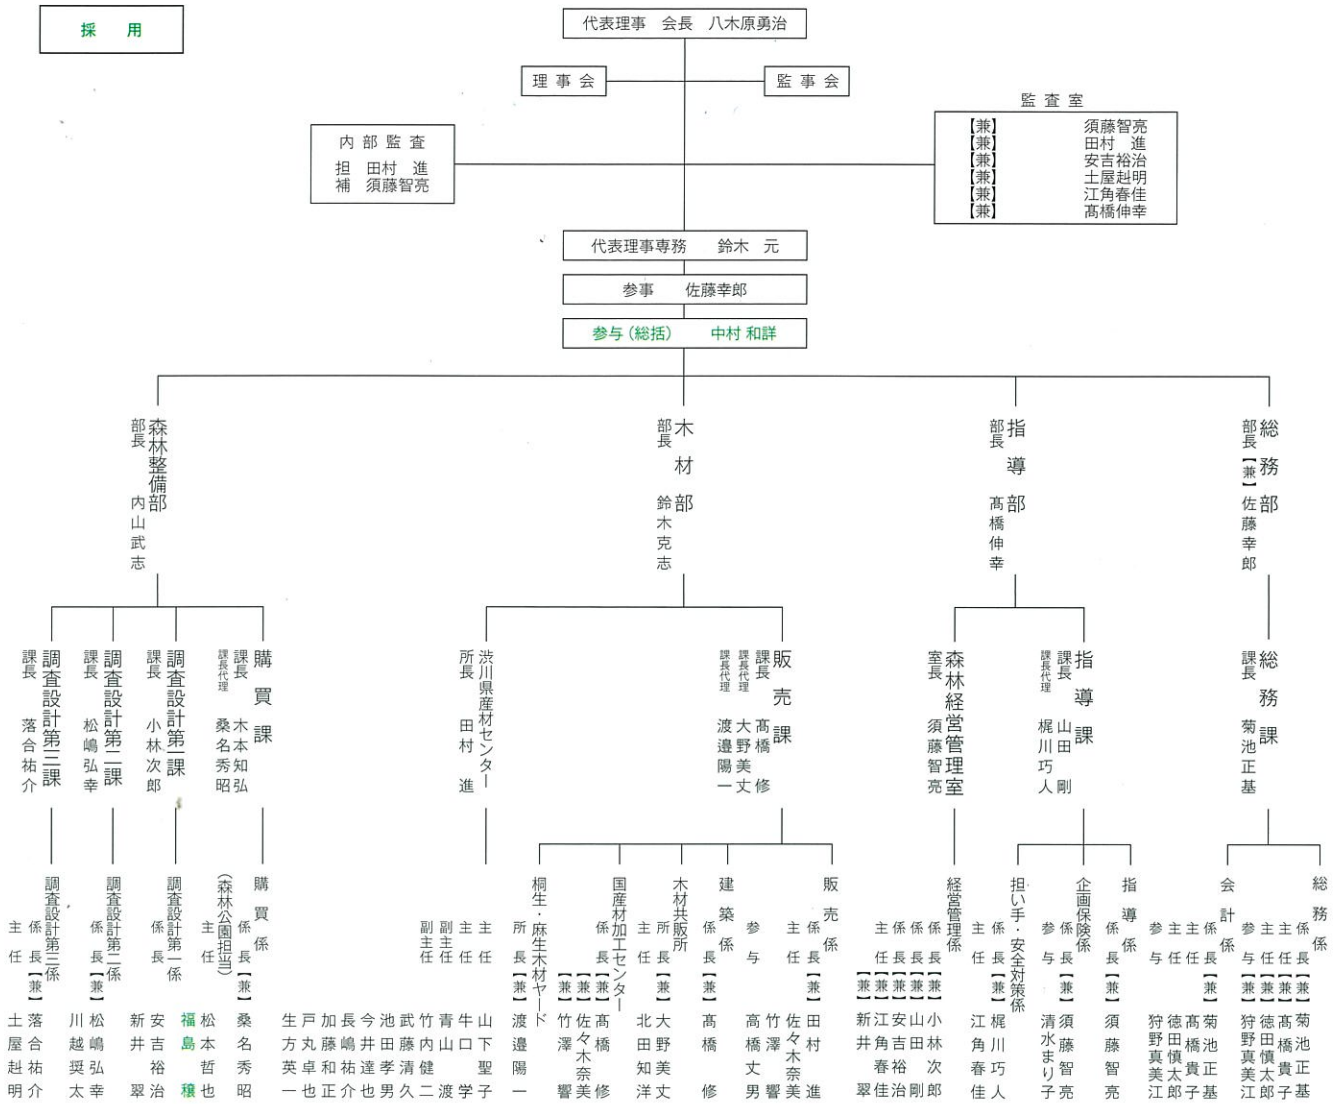 採　用
代表理事　会長　八木原勇治
理事会
監事会
監査室
【兼】　須藤智亮
【兼】　田村　進
【兼】　安吉裕治
【兼】　土屋赳明
【兼】　江角春佳
【兼】　髙橋伸幸
内部監査
担　田村　進
補　須藤智亮
代表理事専務　鈴木　元
参事　佐藤幸郎
参与（総括）　中村 和詳
総務部
部長【兼】佐藤幸郎
指導部
部長　髙橋伸幸
木材部
部長　鈴木克志
森林整備部
部長　内山武志
総務課
課長　菊池正基
指導課
課長　山田　剛
課長代理　梶川巧人
森林経営管理室
室長　須藤智亮
販売課
課長　髙橋　修
課長代理　大野美丈
課長代理　渡邉陽一
渋川県産材センター
所長　田村　進
購買課
課長　木本知弘
課長代理　桑名秀昭
調査設計第一課
課長　小林次郎
調査設計第二課
課長　松嶋弘幸
調査設計第三課
課長　落合祐介
総務係
係長【兼】菊池正基
主任【兼】髙橋貴子
主任【兼】徳田慎太郎
参与【兼】狩野真美江
会計係
係長【兼】菊池正基
主任　髙橋貴子
主任　徳田慎太郎
参与　狩野真美江
指導係
係長【兼】須藤智亮
企画保険係
係長【兼】須藤智亮
参与　清水まり子
担い手・安全対策係
係長【兼】梶川巧人
主任　江角春佳
経営管理係
係長【兼】小林次郎
係長【兼】山田　剛
係長【兼】安吉裕治
主任【兼】江角春佳
【兼】新井　翠
販売係
係長【兼】田村　進
主任　佐々木奈美
竹澤　響
参与　高橋丈男
建築係
係長【兼】髙橋　修
木材共販所
所長【兼】大野美丈
主任　北田知洋
国産材加工センター
係長【兼】髙橋　修
【兼】佐々木奈美
【兼】竹澤　響
桐生・麻生木材ヤード
所長【兼】渡邉陽一
主任　山下聖子
主任　牛口　学
副主任　青山　渡
副主任　竹内健二
武藤清久
池田孝男
今井達也
長嶋祐介
加藤和正
戸丸卓也
生方英一
購買係
係長【兼】桑名秀昭
（森林公園担当）
主任　松本哲也
福島　穣
調査設計第一係
係長　安吉裕治
新井　翠
調査設計第二係
係長【兼】松嶋弘幸
川越奨太
調査設計第三係
係長【兼】落合祐介
主任　土屋赳明